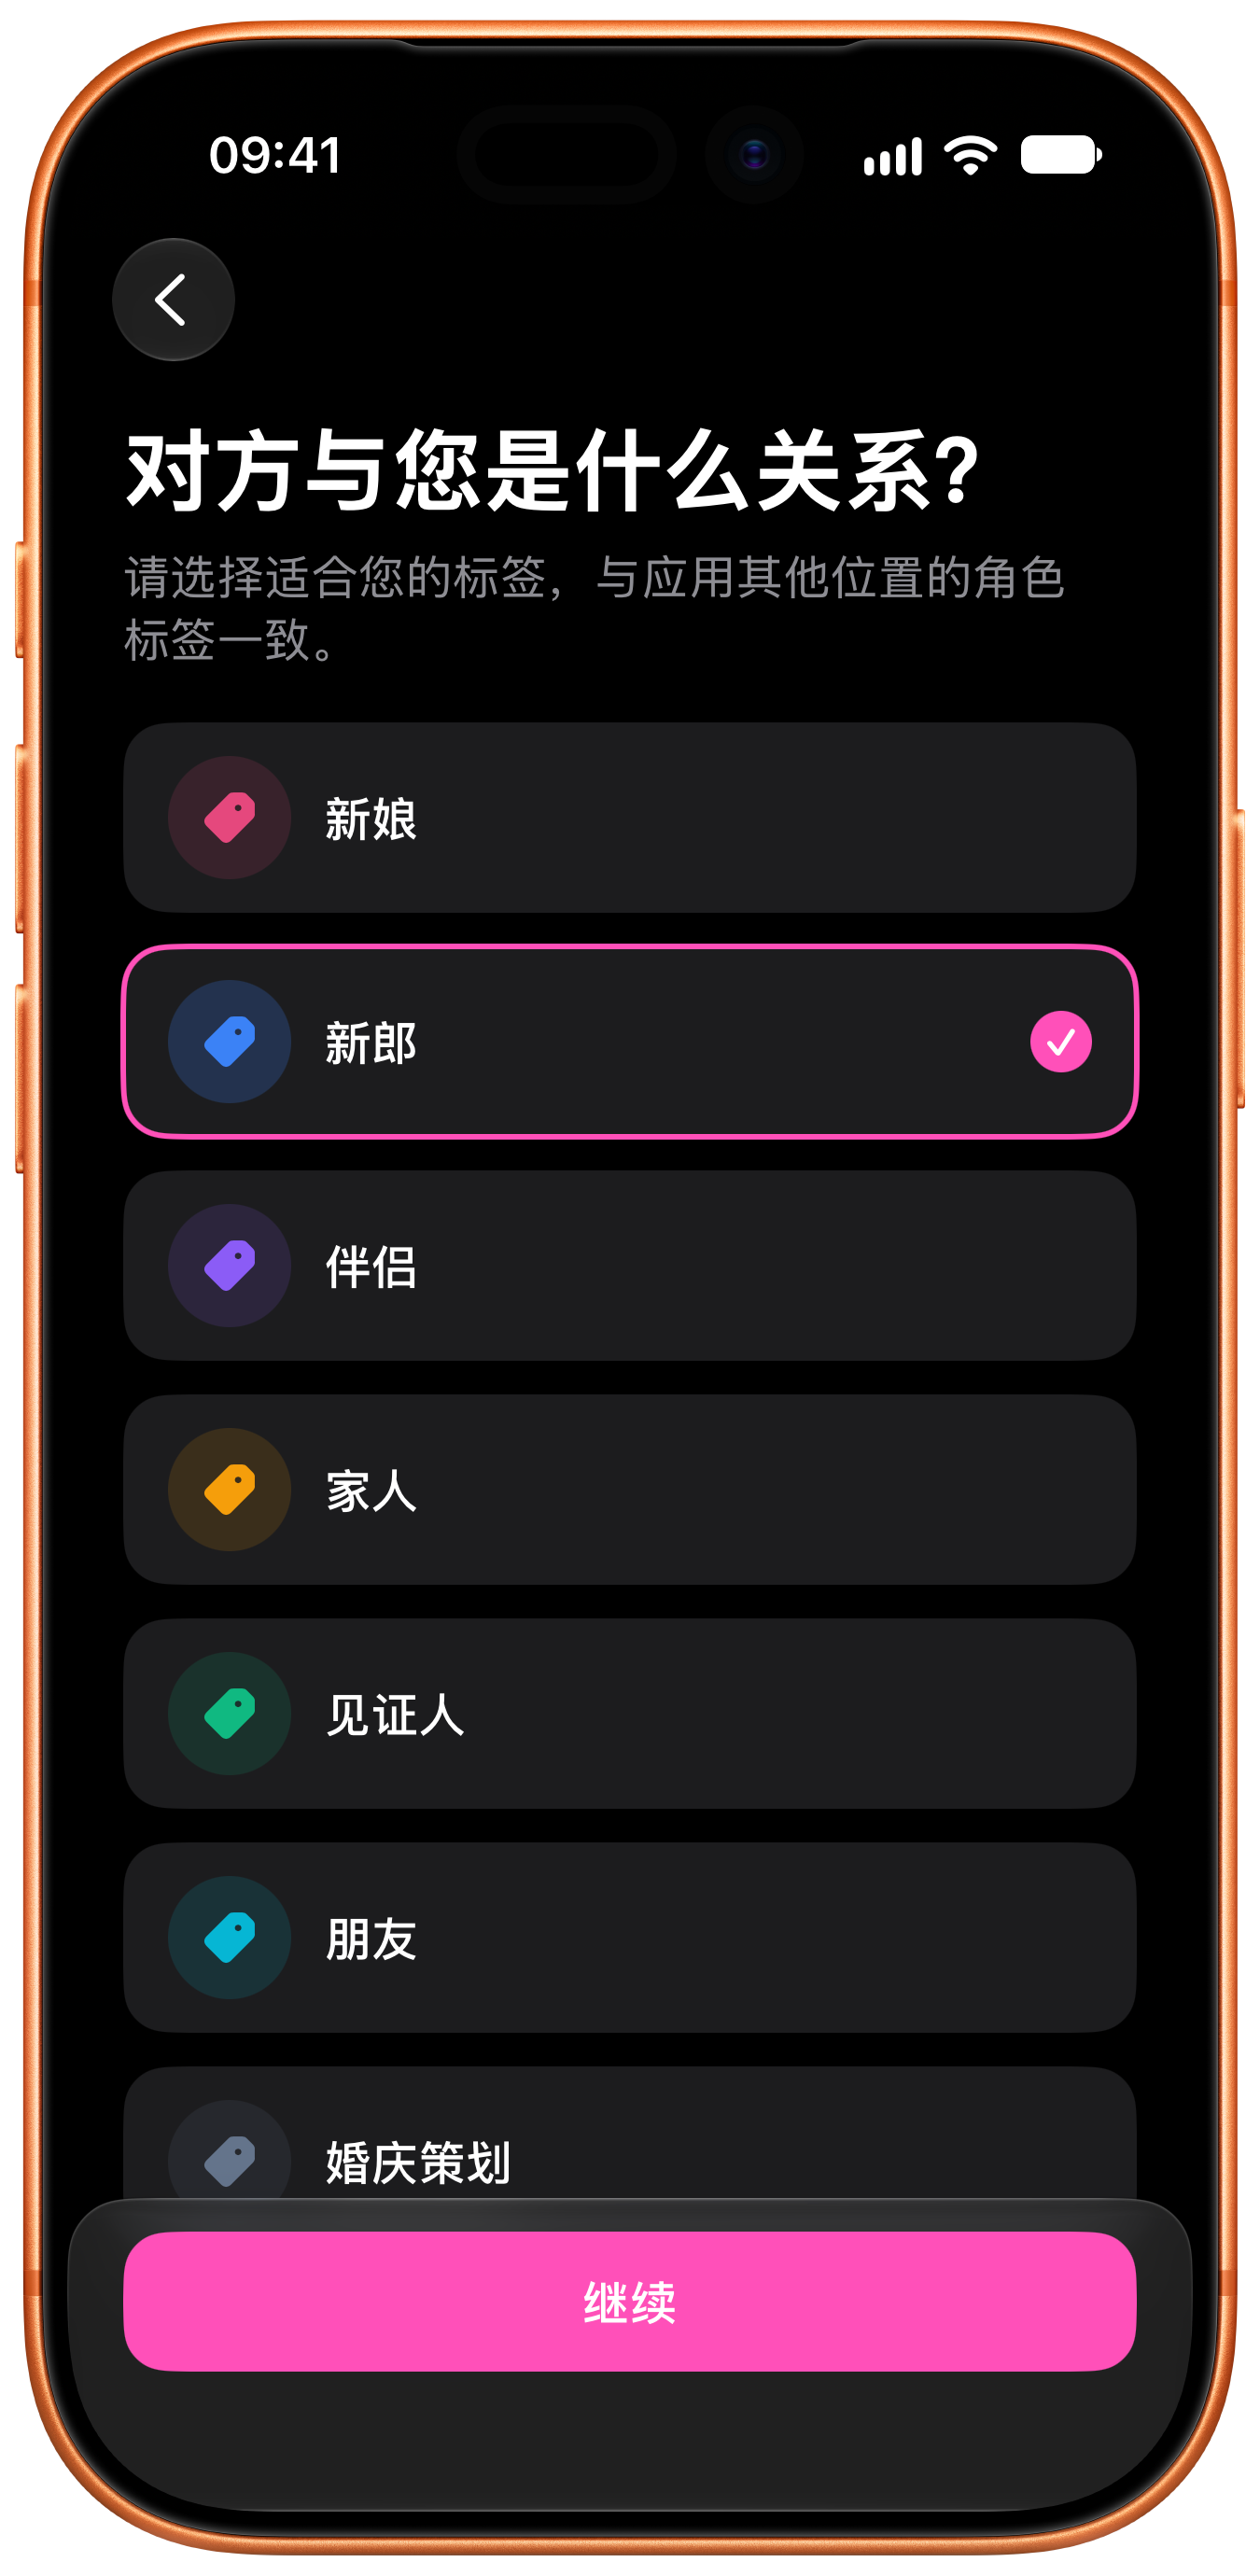 09:41
对方与您是什么关系?
请选择适合您的标签，与应用其他位置的角色
标签一致。
新娘
新郎
伴侣
家人
见证人
朋友
婚庆策划
继续